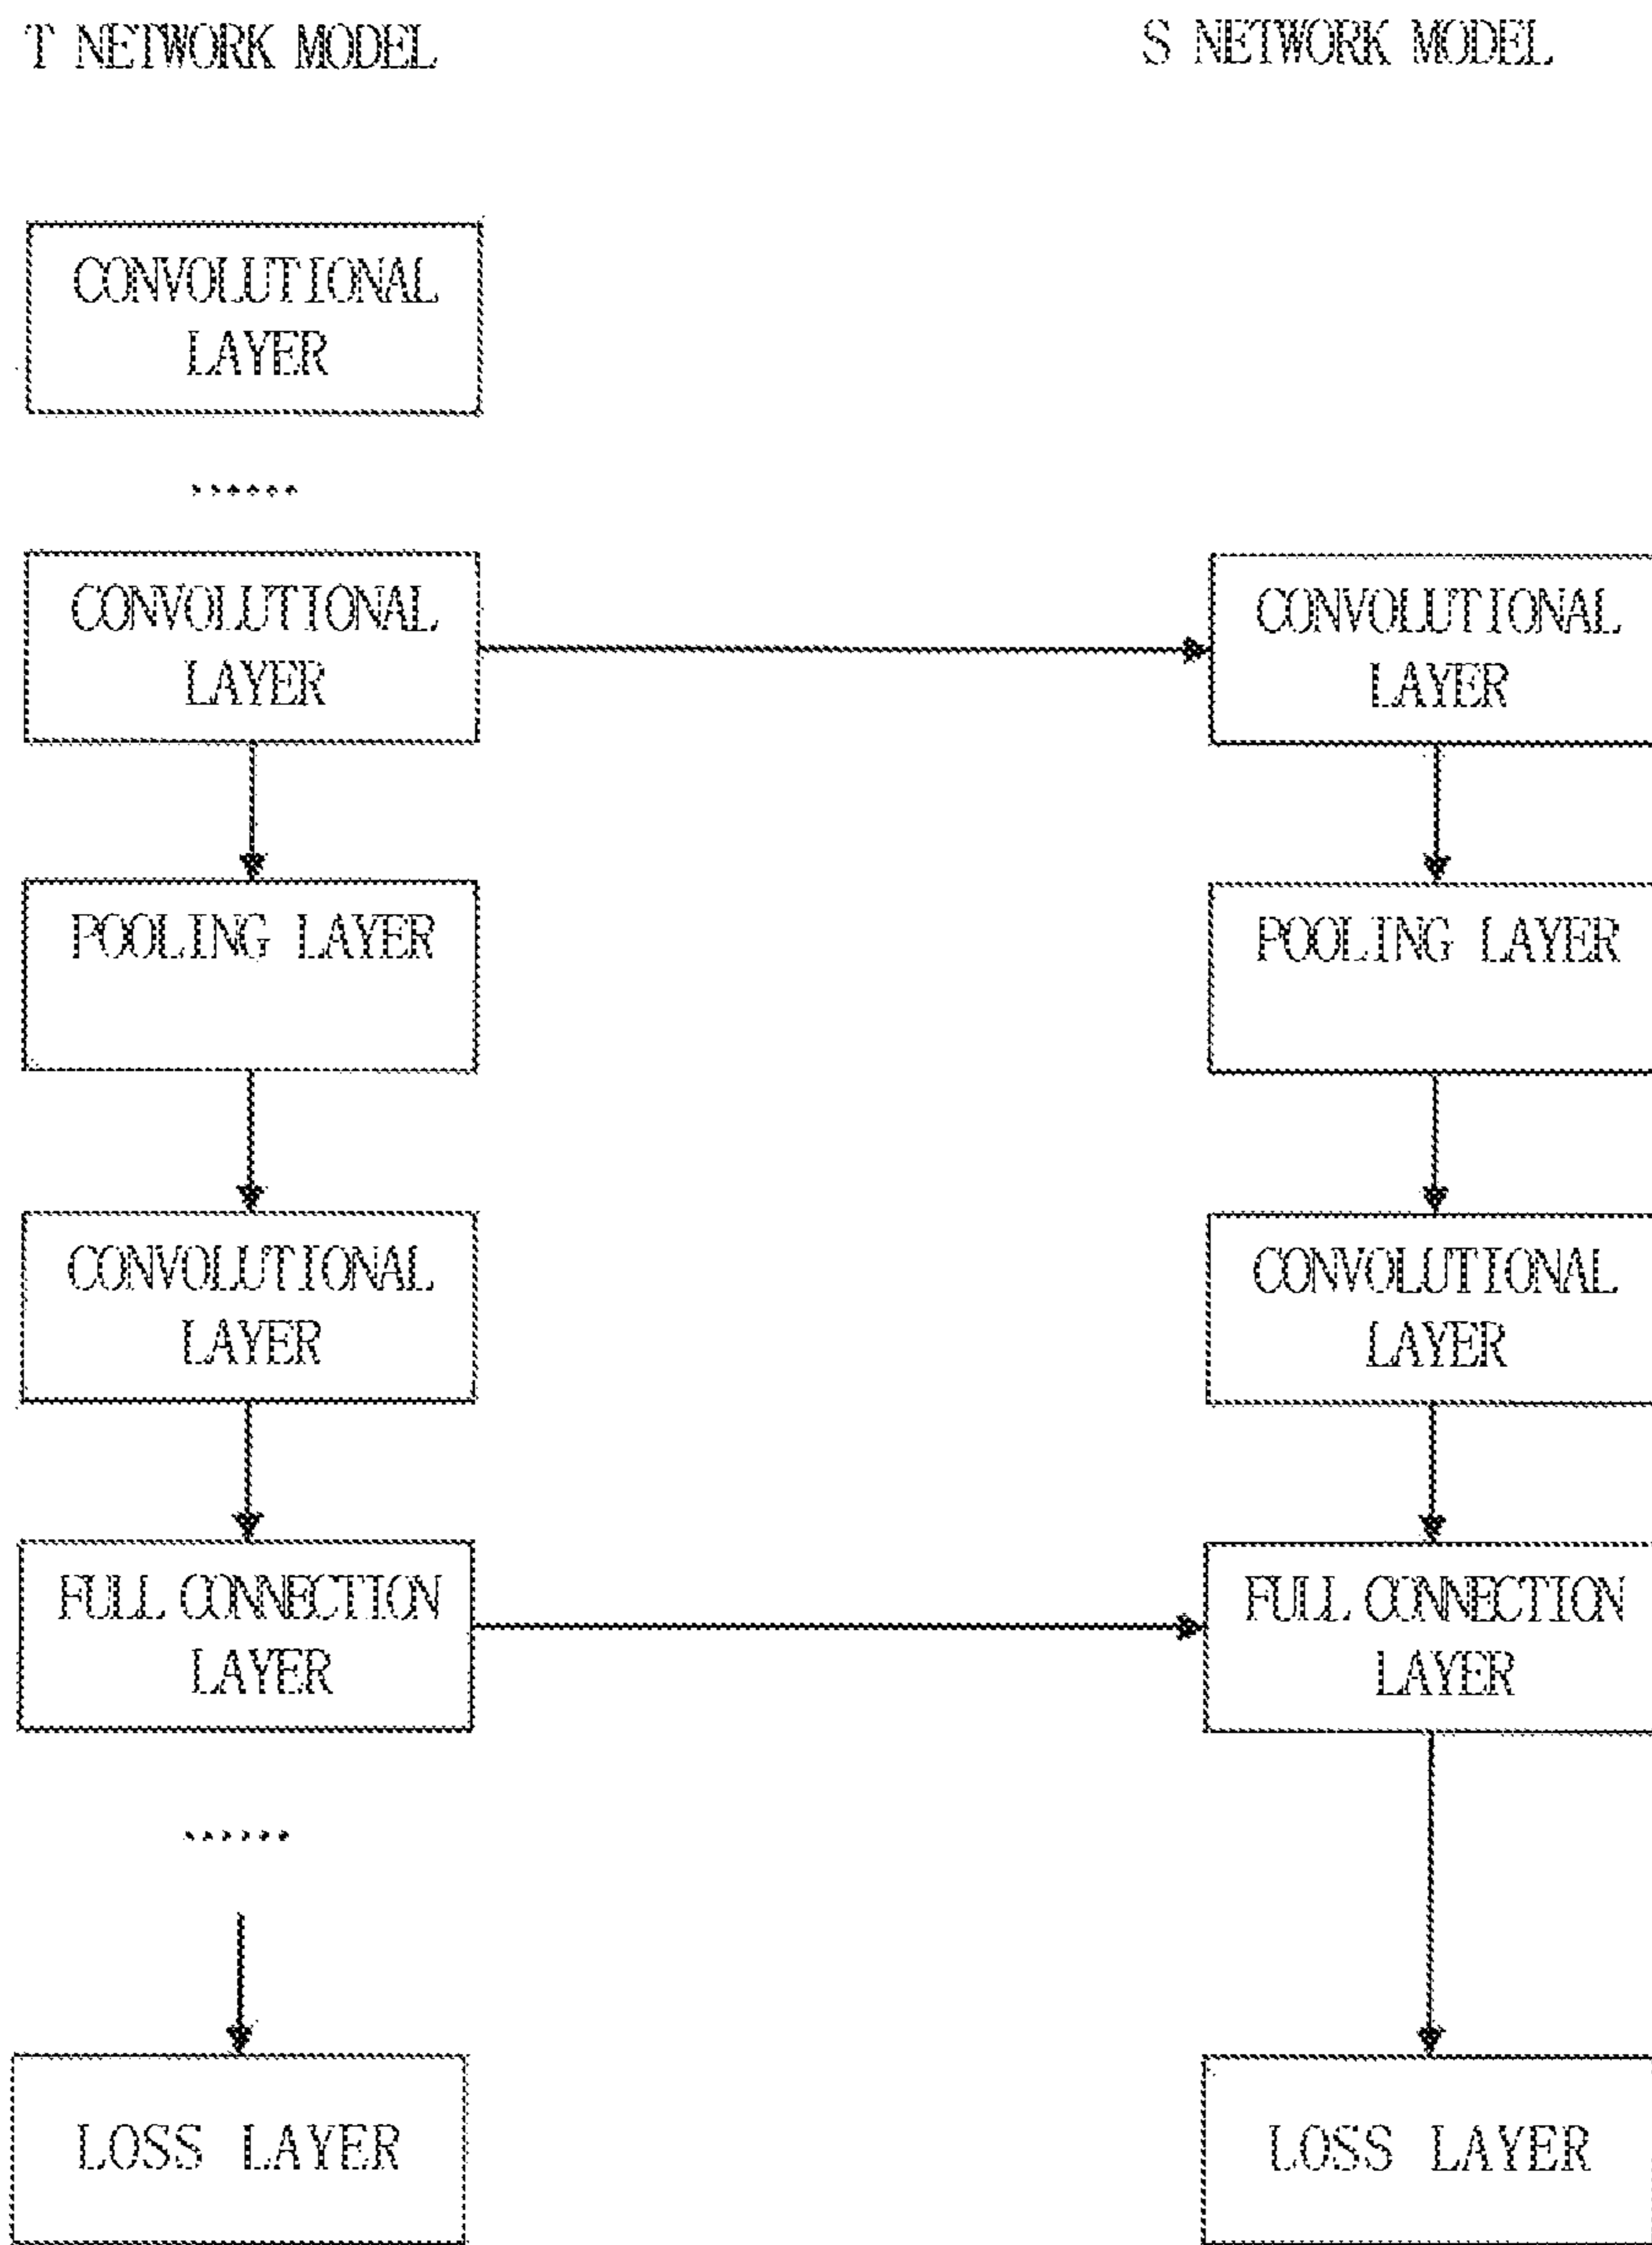 T NETWORK MODEL
S NETWORK MODEL
CONVOLUTIONAL
LAYER
......
CONVOLUTIONAL
LAYER
CONVOLUTIONAL
LAYER
POOLING LAYER
POOLING LAYER
CONVOLUTIONAL
LAYER
CONVOLUTIONAL
LAYER
FULL CONNECTION
LAYER
FULL CONNECTION
LAYER
......
LOSS LAYER
LOSS LAYER